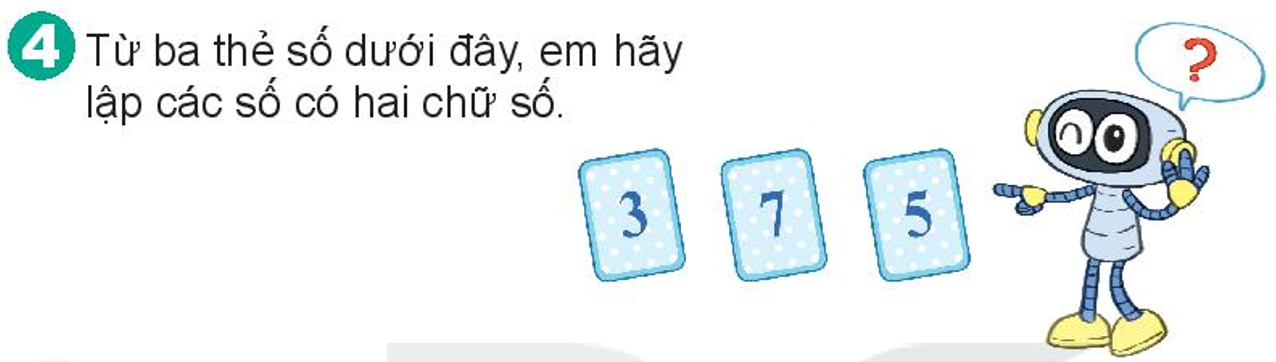 4 Từ ba thẻ số dưới đây, em hãy
lập các số có hai chữ số.
?
3 7 5